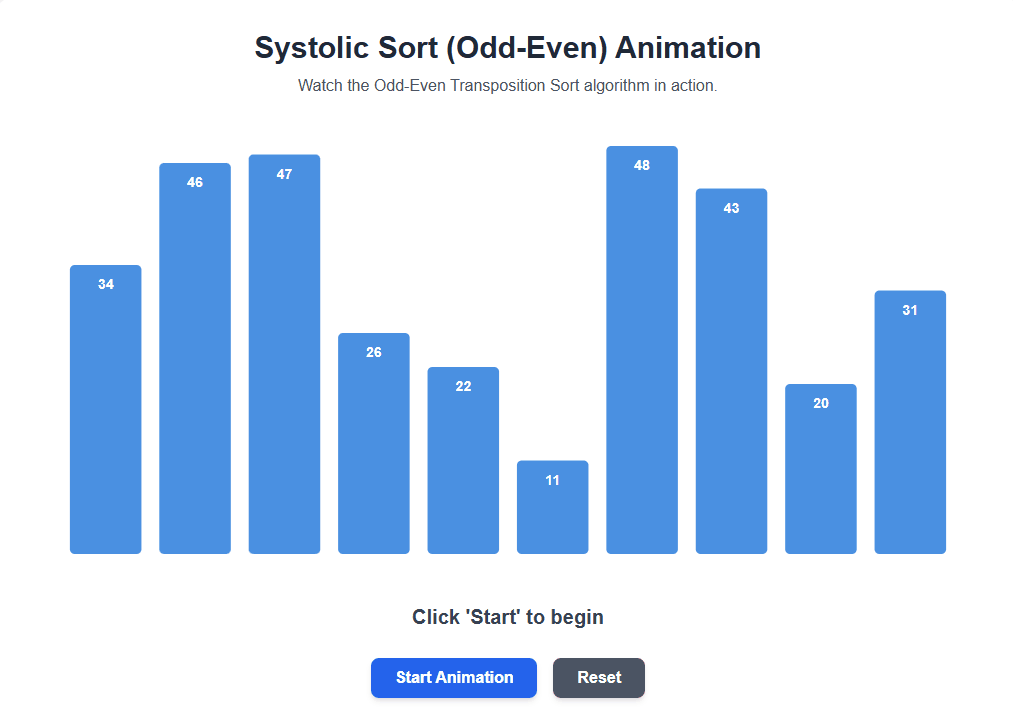 Systolic Sort (Odd-Even) Animation
Watch the Odd-Even Transposition Sort algorithm in action.
34
46
47
26
22
11
48
43
20
31
Click 'Start' to begin
Start Animation
Reset